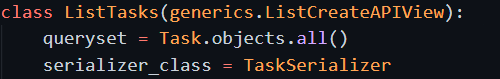 class ListTasks(generics.ListCreateAPIView):
    queryset = Task.objects.all()
    serializer_class = TaskSerializer